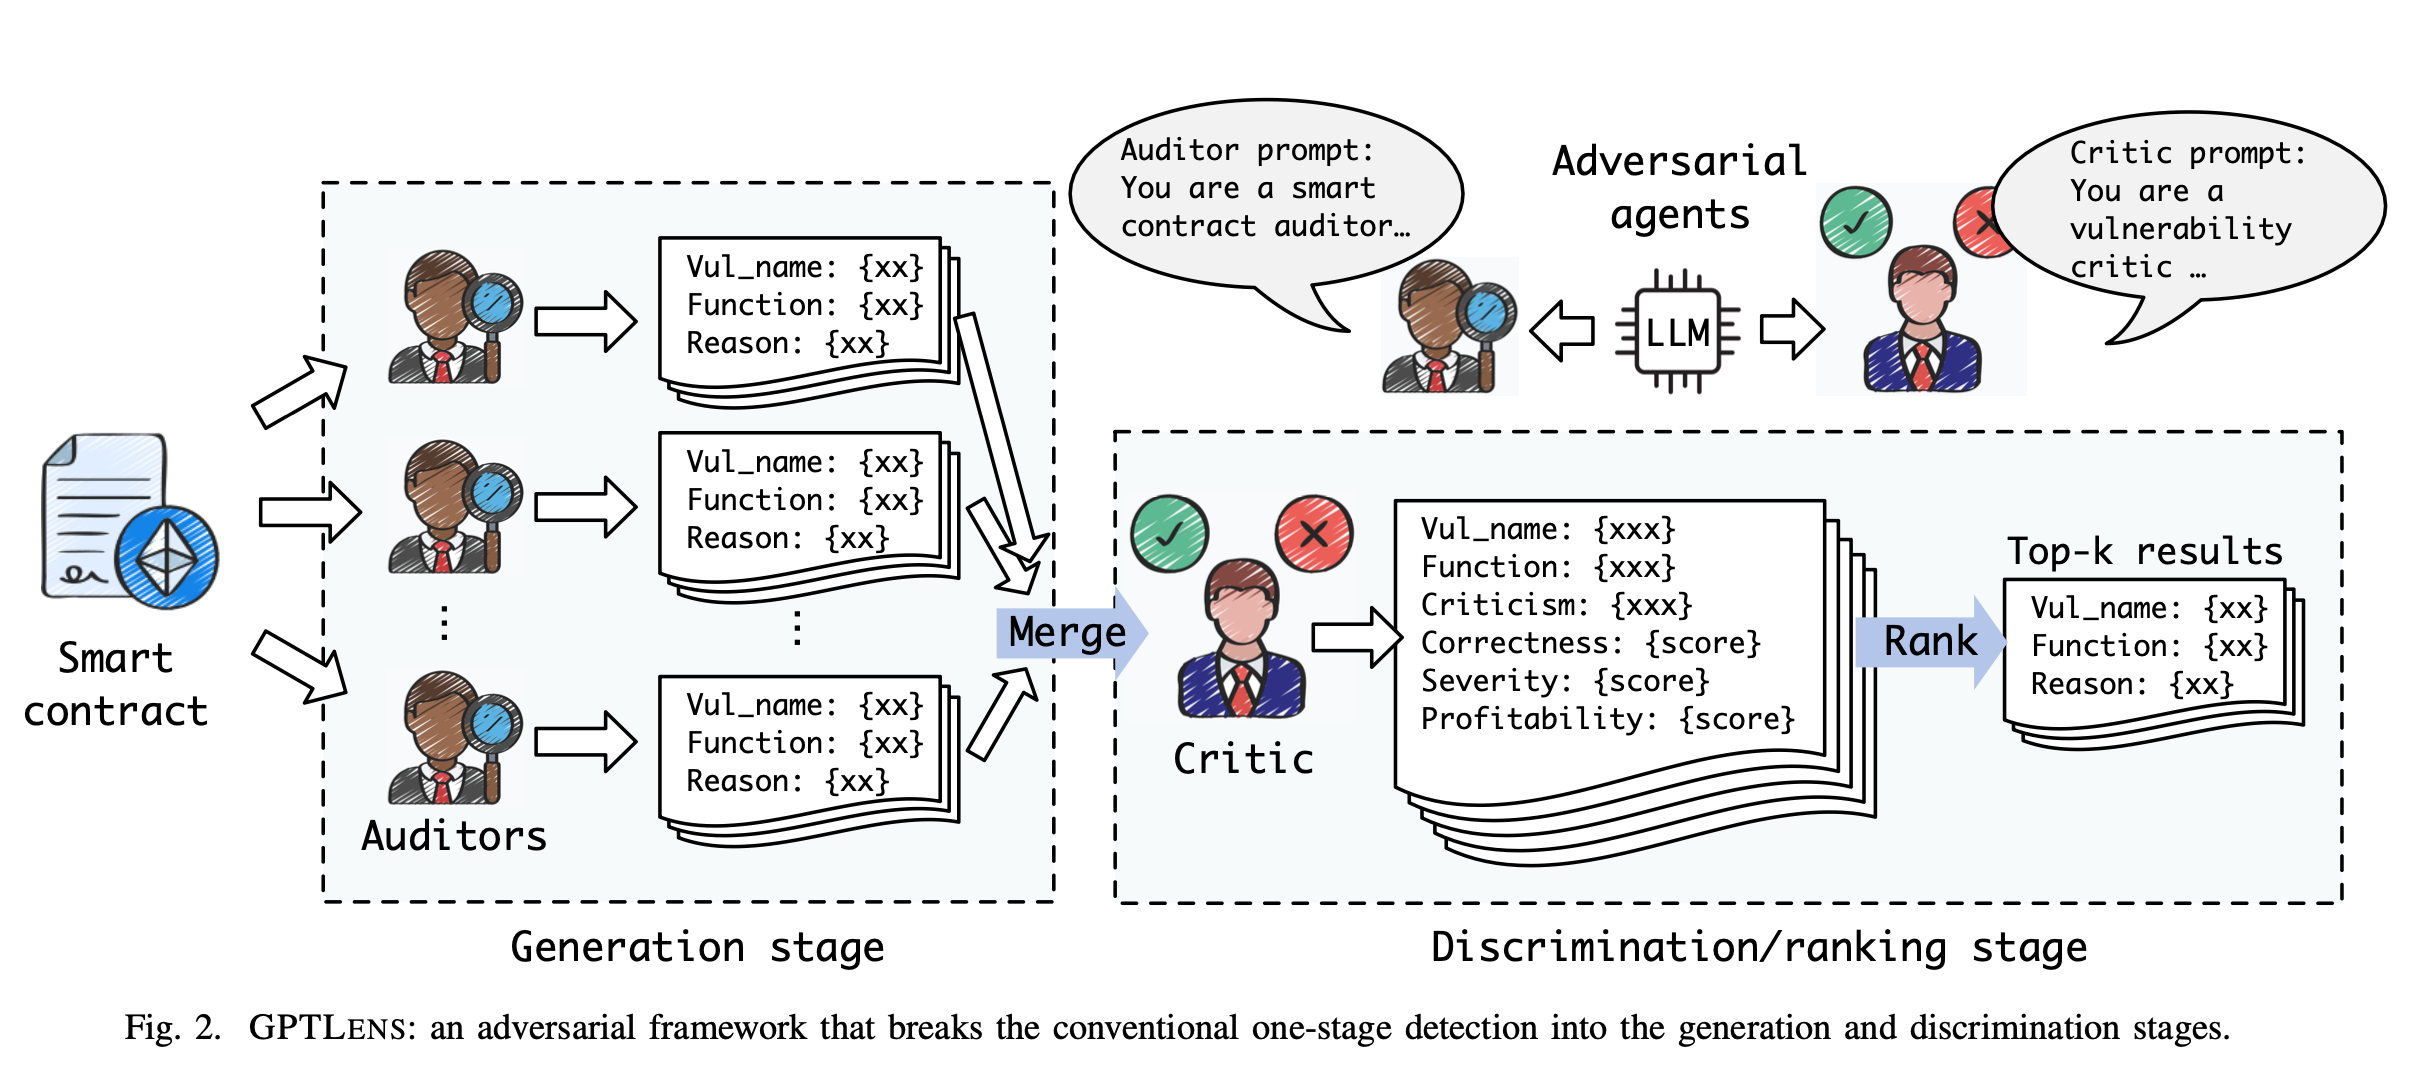 Smart
contract
Vul_name: {xx}
Function: {xx}
Reason: {xx}
Vul_name: {xx}
Function: {xx}
Reason: {xx}
⋮
⋮
Vul_name: {xx}
Function: {xx}
Reason: {xx}
Auditors
Generation stage
Merge
Auditor prompt:
You are a smart
contract auditor…
Adversarial
agents
LLM
Critic prompt:
You are a
vulnerability
critic …
Critic
Vul_name: {xxx}
Function: {xxx}
Criticism: {xxx}
Correctness: {score}
Severity: {score}
Profitability: {score}
Rank
Top-k results
Vul_name: {xx}
Function: {xx}
Reason: {xx}
Discrimination/ranking stage
Fig. 2. GPTLENS: an adversarial framework that breaks the conventional one-stage detection into the generation and discrimination stages.